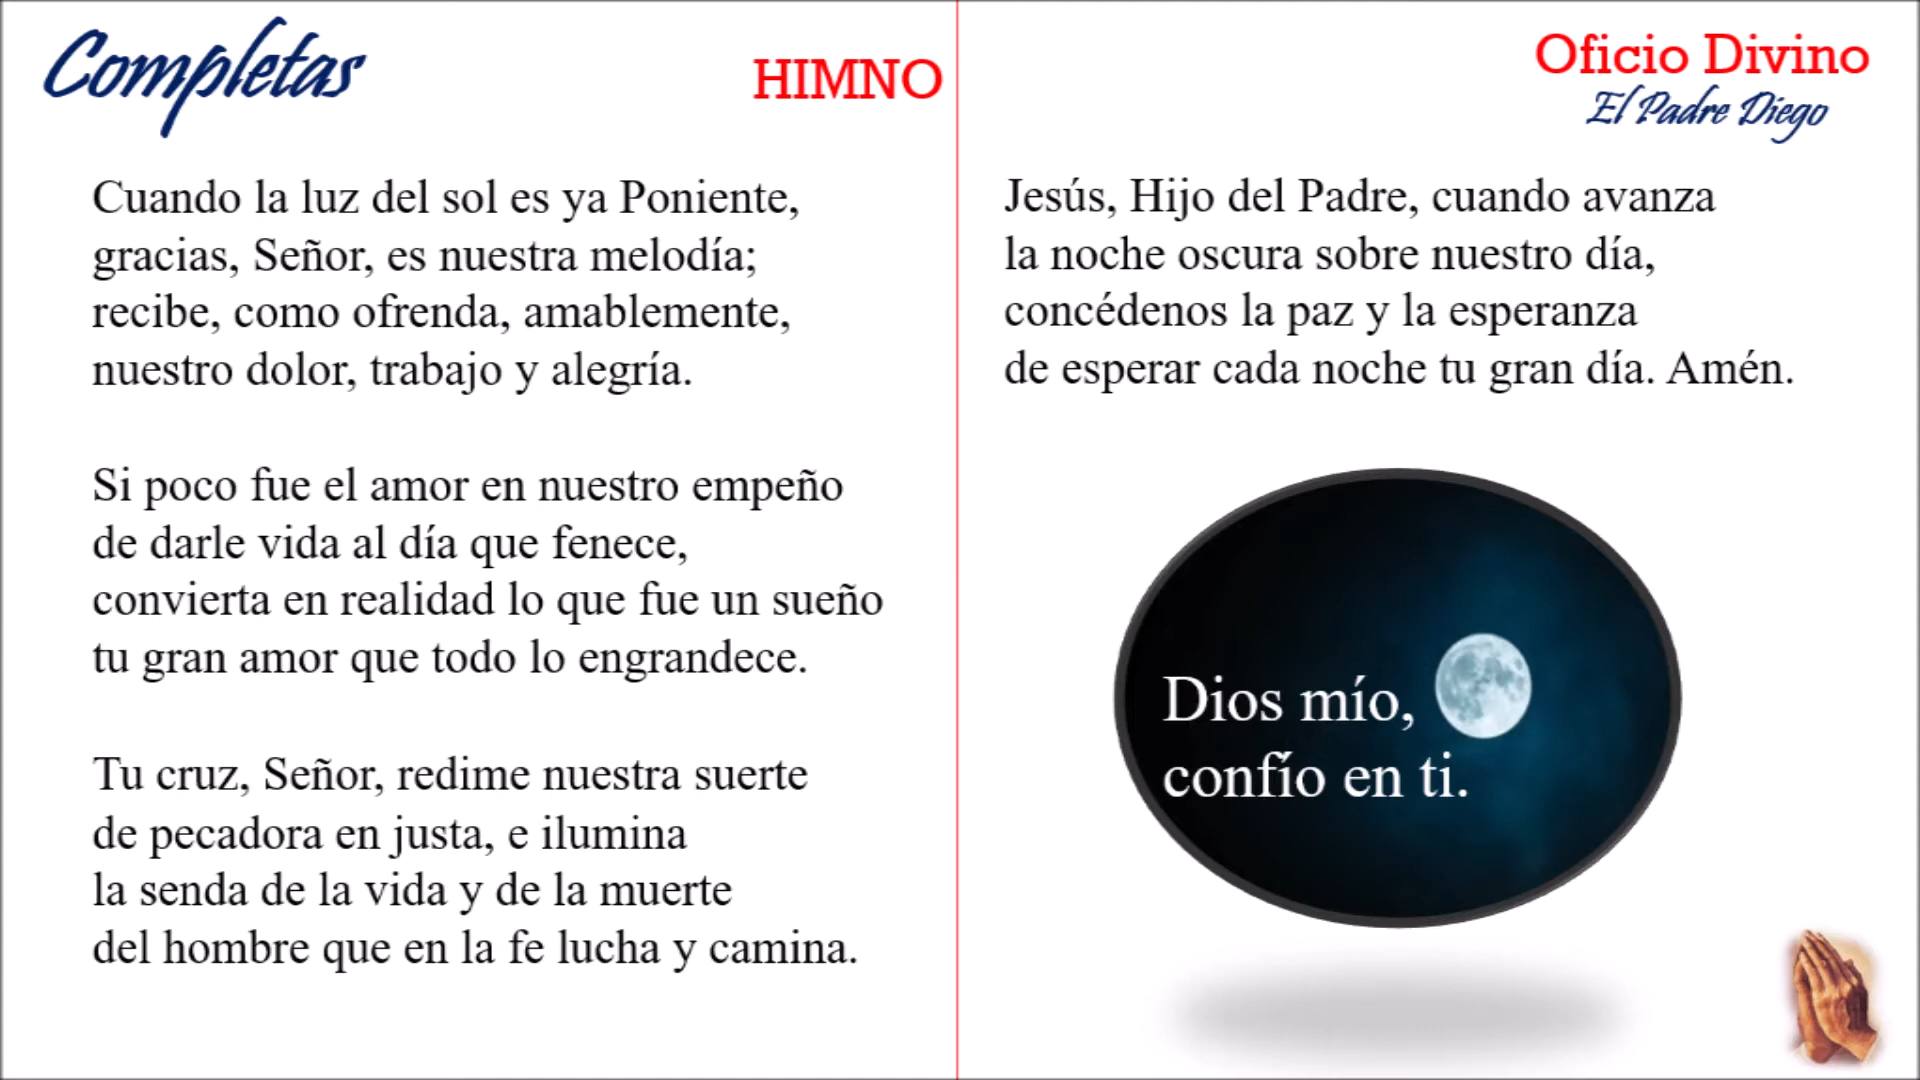 Completas
HIMNO
Oficio Divino
El Padre Diego
Cuando la luz del sol es ya Poniente,
gracias, Señor, es nuestra melodía;
recibe, como ofrenda, amablemente,
nuestro dolor, trabajo y alegría.
Si poco fue el amor en nuestro empeño
de darle vida al día que fenece,
convierta en realidad lo que fue un sueño
tu gran amor que todo lo engrandece.
Tu cruz, Señor, redime nuestra suerte
de pecadora en justa, e ilumina
la senda de la vida y de la muerte
del hombre que en la fe lucha y camina.
Jesús, Hijo del Padre, cuando avanza
la noche oscura sobre nuestro día,
concédenos la paz y la esperanza
de esperar cada noche tu gran día. Amén.
Dios mío,
confío en ti.